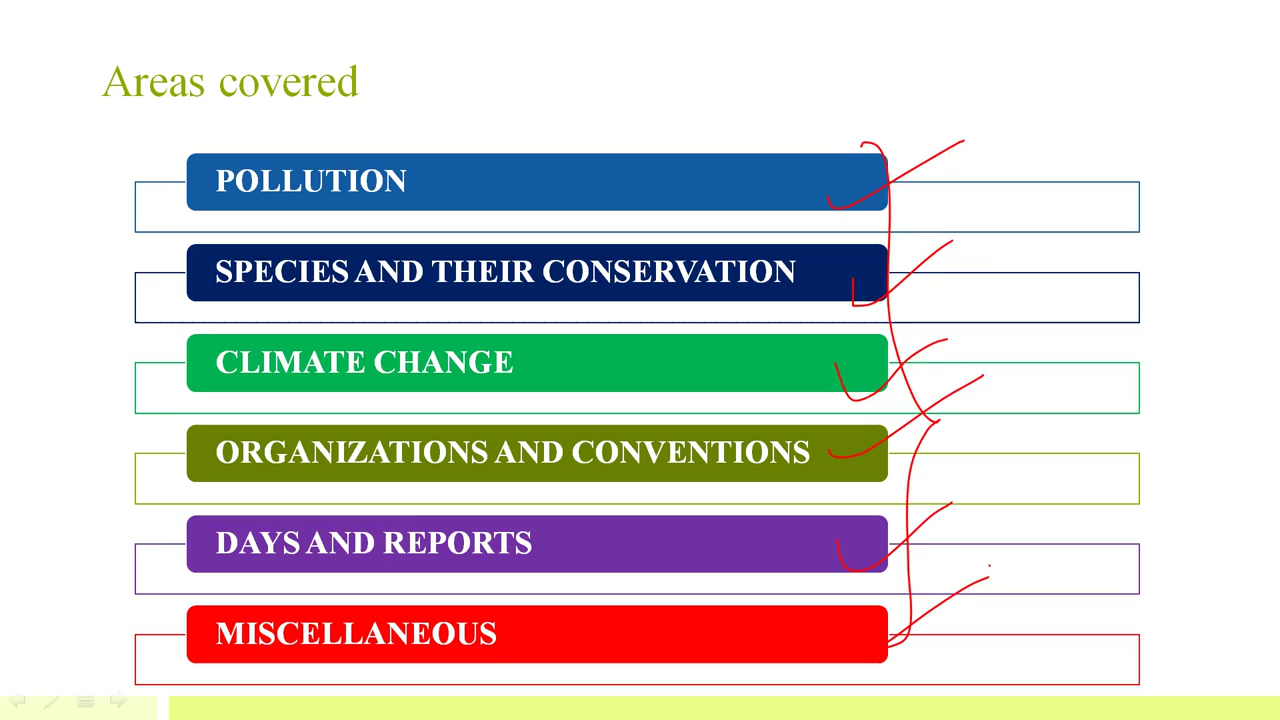 Areas covered
POLLUTION
SPECIES AND THEIR CONSERVATION
CLIMATE CHANGE
ORGANIZATIONS AND CONVENTIONS
DAYS AND REPORTS
MISCELLANEOUS